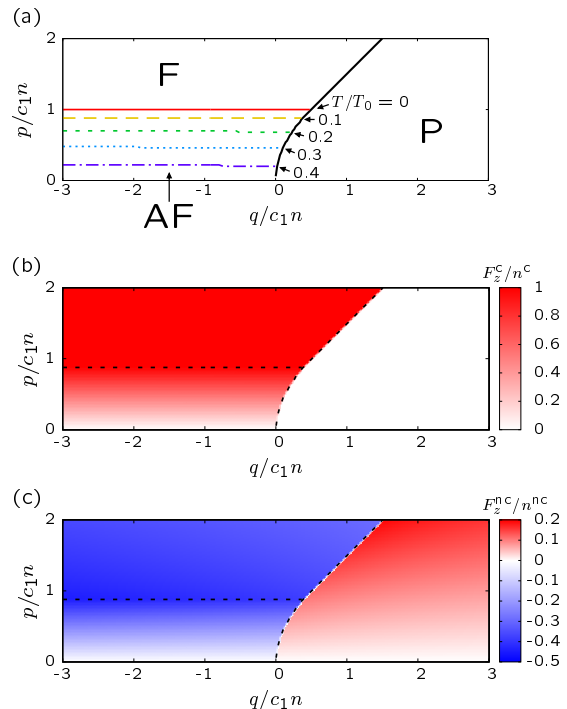 (a)
2
1
0
p/c₁n
F
P
AF
T/T₀ = 0
0.1
0.2
0.3
0.4
-3 -2 -1 0 1 2 3
q/c₁n
(b)
F_z^c/n^c
2
1
0
p/c₁n
1
0.8
0.6
0.4
0.2
0
-3 -2 -1 0 1 2 3
q/c₁n
(c)
F_z^nc/n^nc
2
1
0
p/c₁n
0.2
0.1
0
-0.1
-0.2
-0.3
-0.4
-0.5
-3 -2 -1 0 1 2 3
q/c₁n